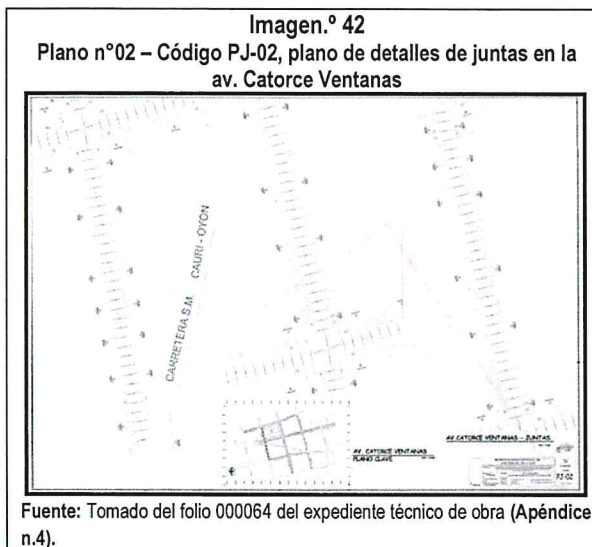 Imagen.º 42
Plano n°02 – Código PJ-02, plano de detalles de juntas en la
av. Catorce Ventanas
CARRETERA S.M. CAURI - OYON
AV. CATORCE VENTANAS
PLANO CLAVE
AV. CATORCE VENTANAS - JUNTAS
PJ-02
Fuente: Tomado del folio 000064 del expediente técnico de obra (Apéndice
n.4).